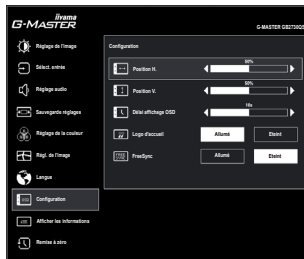 iiyama
G-MASTER
G-MASTER GB2730QS
Réglage de l'image
Configuration
Position H.
50%
Sélect. entrée
Position V.
50%
Réglage audio
Délai affichage OSD
10s
Sauvegarde réglages
Logo d'accueil
Allumé
Eteint
Réglage de la couleur
FreeSync
Allumé
Eteint
Régl. de l'image
Langue
Configuration
Afficher les informations
Remise à zéro